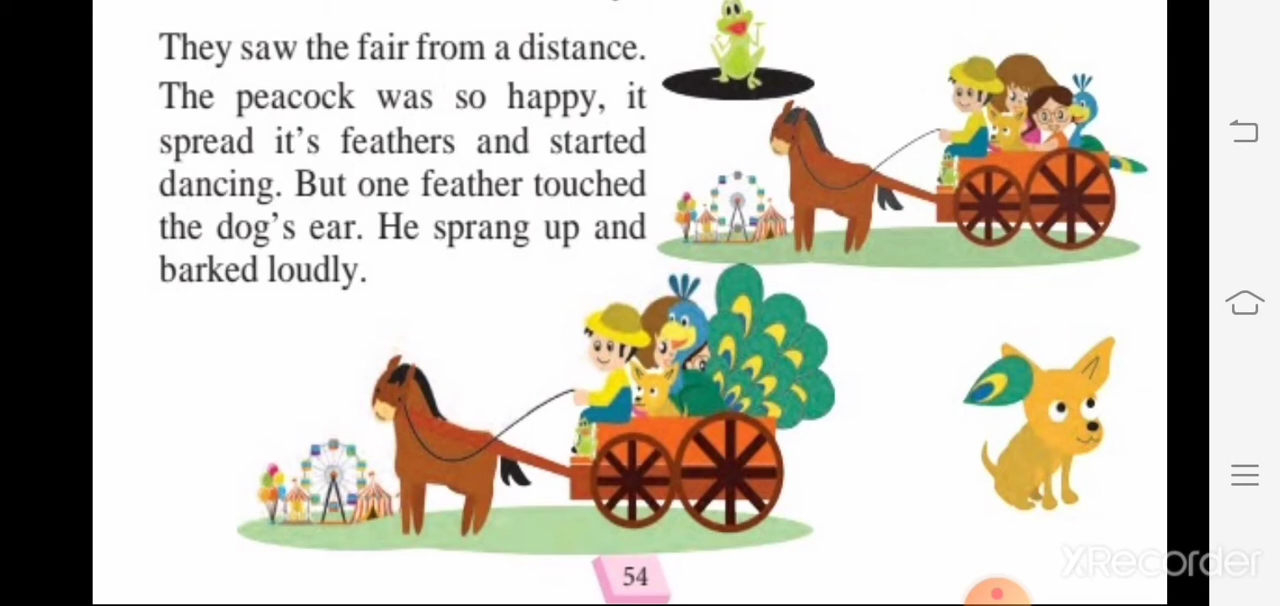 They saw the fair from a distance.
The peacock was so happy, it
spread it's feathers and started
dancing. But one feather touched
the dog's ear. He sprang up and
barked loudly.
54
XRecorder